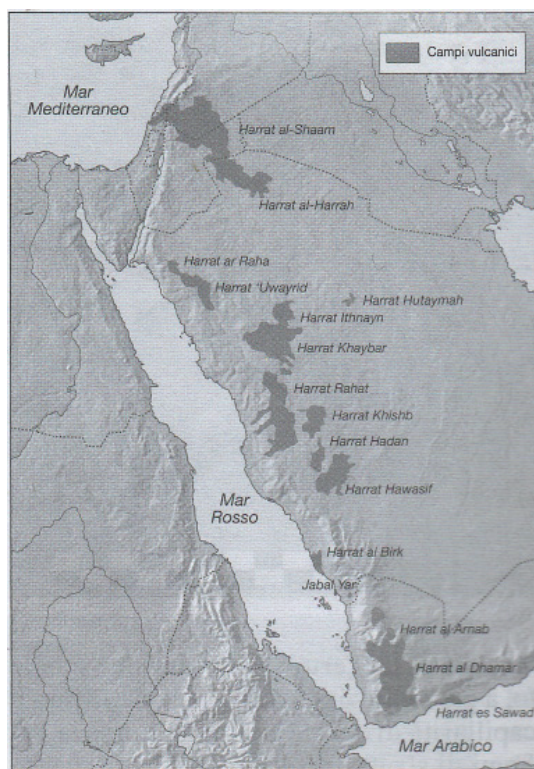 Campi vulcanici
Mar
Mediterraneo
Harrat al-Shaam
Harrat al-Harrah
Harrat ar Raha
Harrat 'Uwayrid
Harrat Hutaymah
Harrat Ithnayn
Harrat Khaybar
Harrat Rahat
Harrat Khishb
Harrat Hadan
Harrat Hawasif
Mar
Rosso
Harrat al Birk
Jabal Yar
Harrat al-Arnab
Harrat al Dhamar
Harrat es Sawad
Mar Arabico